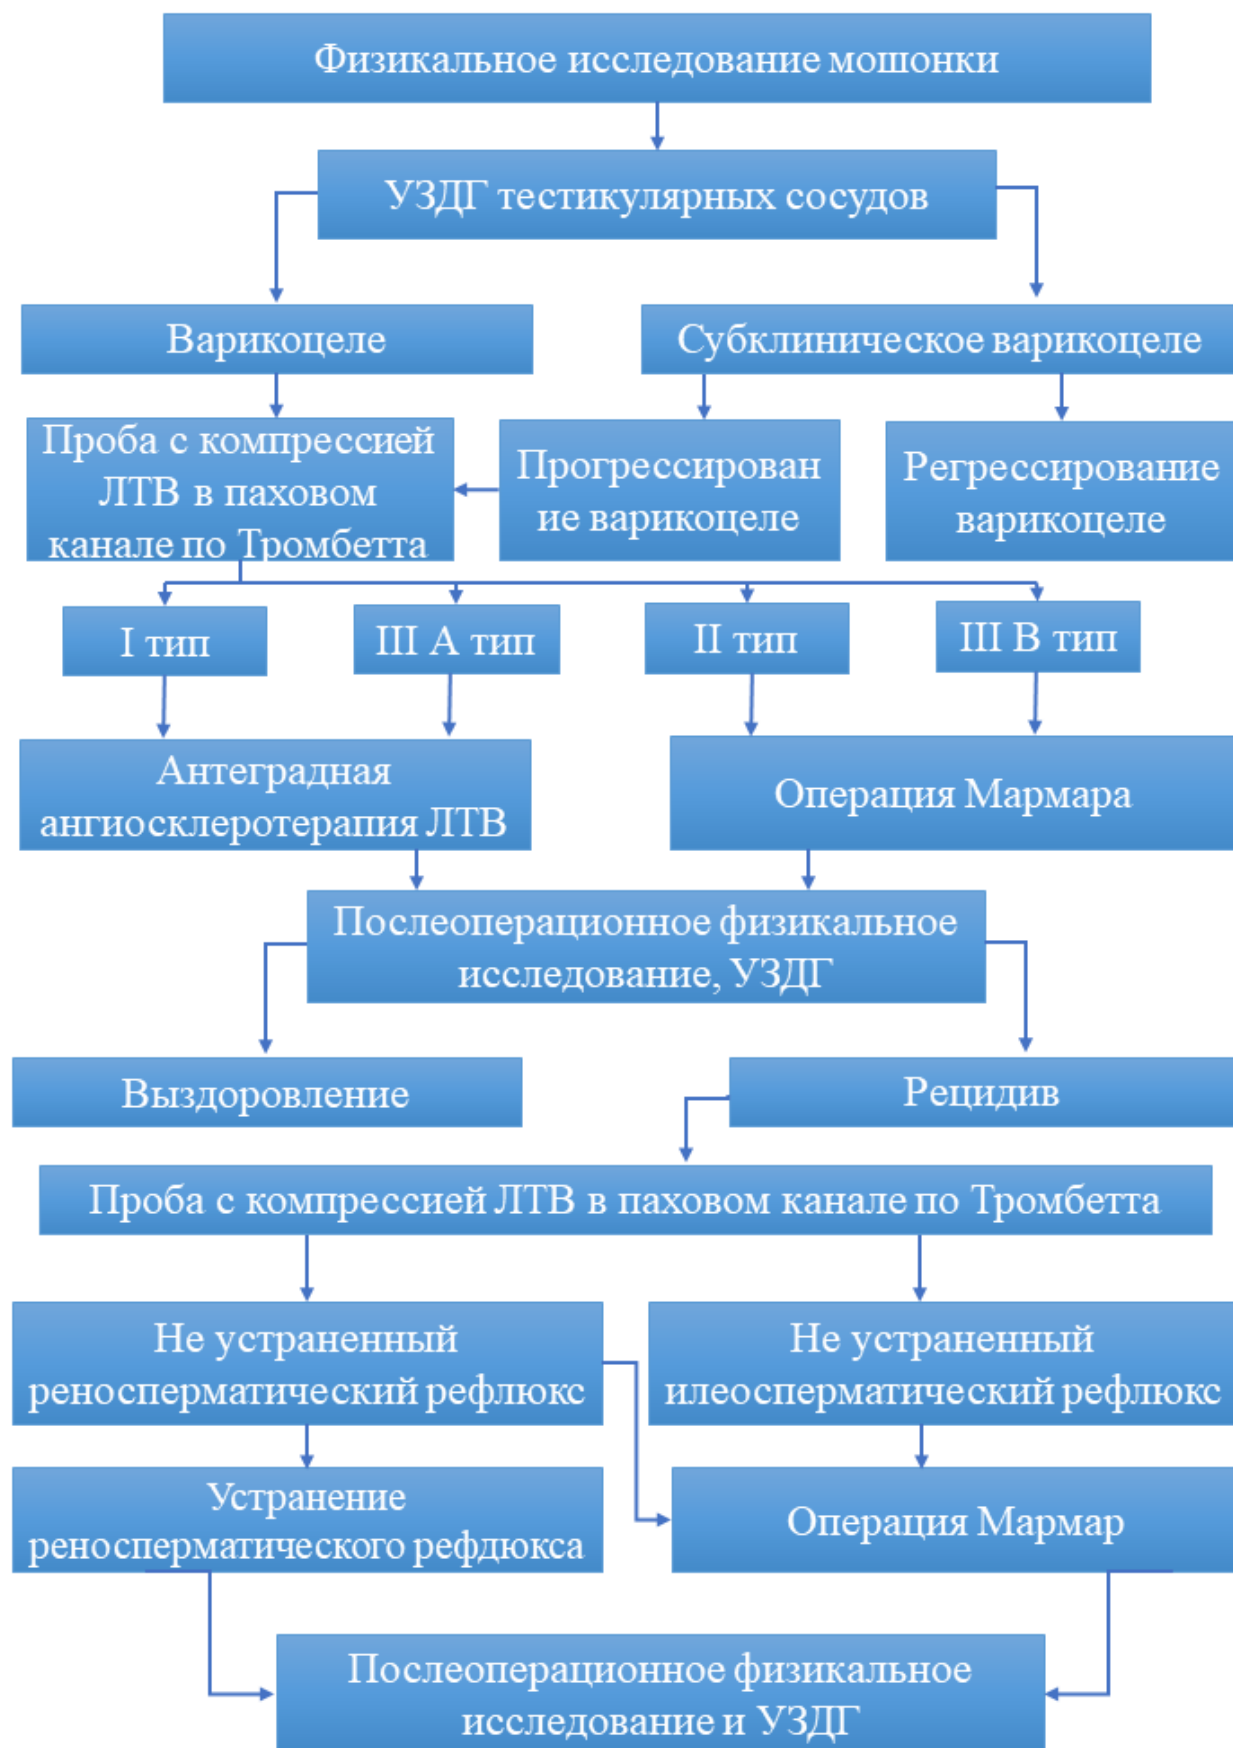 Физикальное исследование мошонки
УЗДГ тестикулярных сосудов
Варикоцеле
Субклиническое варикоцеле
Проба с компрессией
ЛТВ в паховом
канале по Тромбетта
Прогрессирован
ие варикоцеле
Регрессирование
варикоцеле
I тип
III А тип
II тип
III В тип
Антеградная
ангиосклеротерапия ЛТВ
Операция Мармара
Послеоперационное физикальное
исследование, УЗДГ
Выздоровление
Рецидив
Проба с компрессией ЛТВ в паховом канале по Тромбетта
Не устраненный
реносперматический рефлюкс
Не устраненный
илеосперматический рефлюкс
Устранение
реносперматического рефдюкса
Операция Мармар
Послеоперационное физикальное
исследование и УЗДГ